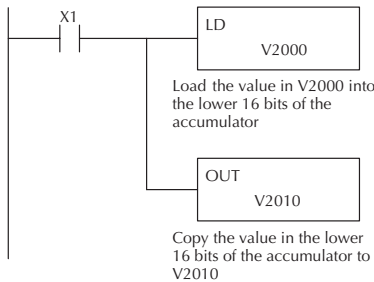 X1
LD
V2000
Load the value in V2000 into
the lower 16 bits of the
accumulator
OUT
V2010
Copy the value in the lower
16 bits of the accumulator to
V2010